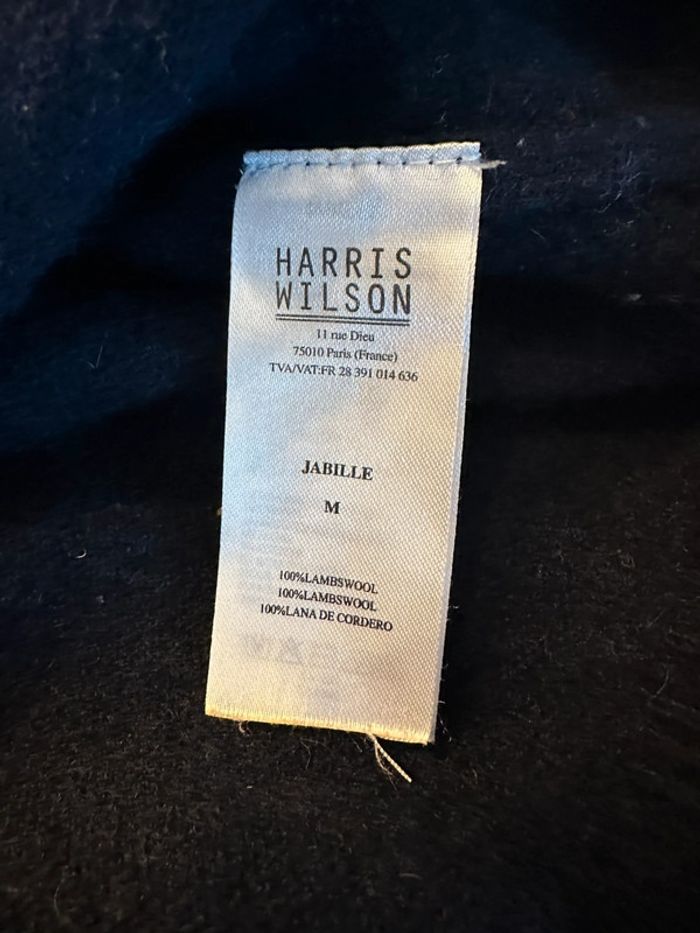 HARRIS
WILSON
11 rue Dieu
75010 Paris (France)
TVA/VAT:FR 28 391 014 636
JABILLE
M
100%LAMBSWOOL
100%LAMBSWOOL
100%LANA DE CORDERO